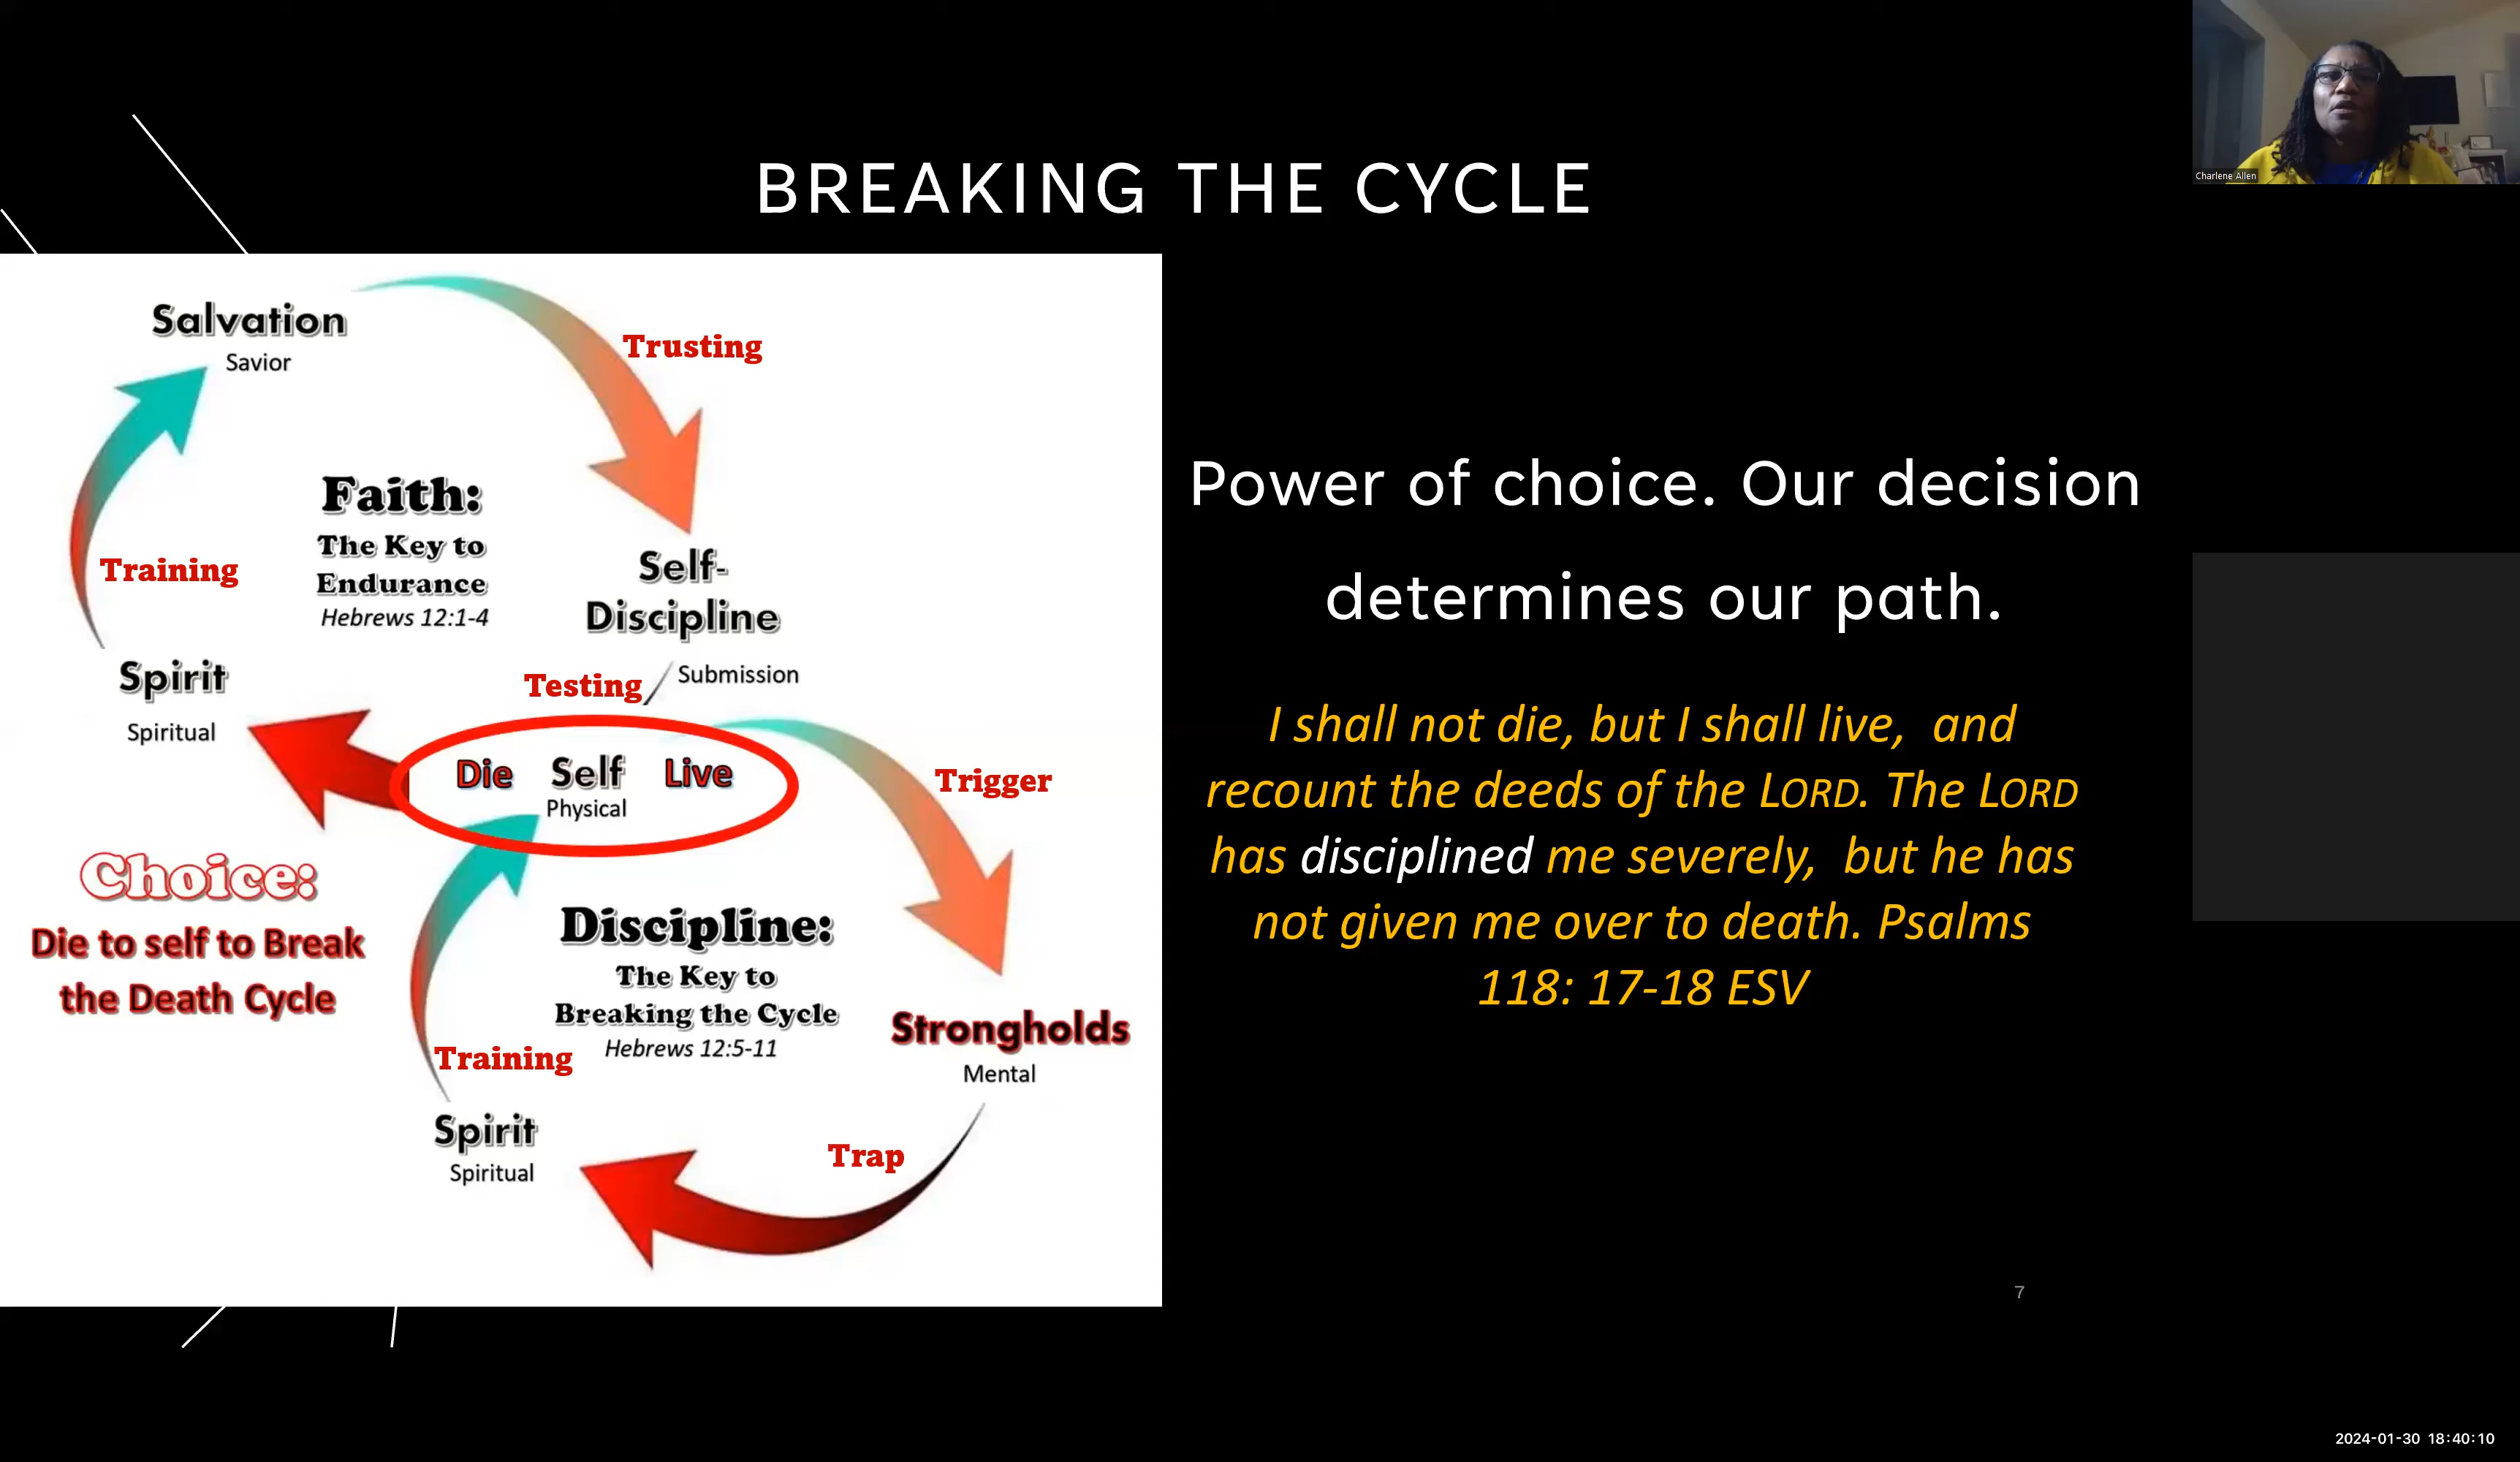 BREAKING THE CYCLE
Charlene Allen
Salvation
Savior
Trusting
Faith:
The Key to
Endurance
Hebrews 12:1-4
Training
Self-
Discipline
Submission
Testing
Spirit
Spiritual
Die Self Live
Physical
Trigger
Choice:
Die to self to Break
the Death Cycle
Discipline:
The Key to
Breaking the Cycle
Hebrews 12:5-11
Training
Strongholds
Mental
Trap
Spirit
Spiritual
Power of choice. Our decision
determines our path.
I shall not die, but I shall live, and
recount the deeds of the LORD. The LORD
has disciplined me severely, but he has
not given me over to death. Psalms
118: 17-18 ESV
7
2024-01-30 18:40:10